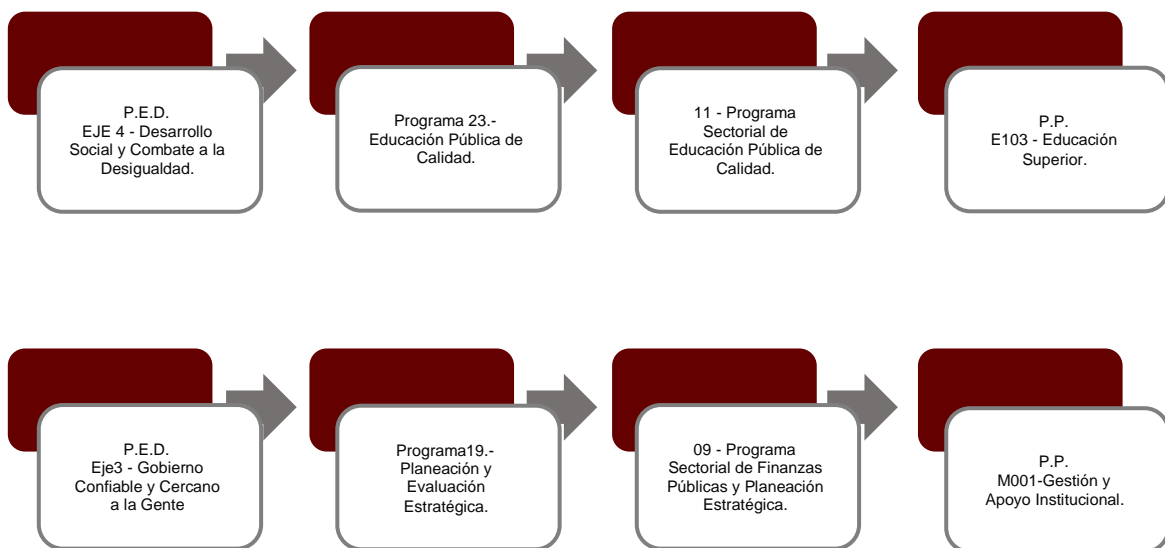 P.E.D.
EJE 4 - Desarrollo
Social y Combate a la
Desigualdad.
Programa 23.-
Educación Pública de
Calidad.
11 - Programa
Sectorial de
Educación Pública de
Calidad.
P.P.
E103 - Educación
Superior.
P.E.D.
Eje3 - Gobierno
Confiable y Cercano
a la Gente
Programa19.-
Planeación y
Evaluación
Estratégica.
09 - Programa
Sectorial de Finanzas
Públicas y Planeación
Estratégica.
P.P.
M001-Gestión y
Apoyo Institucional.